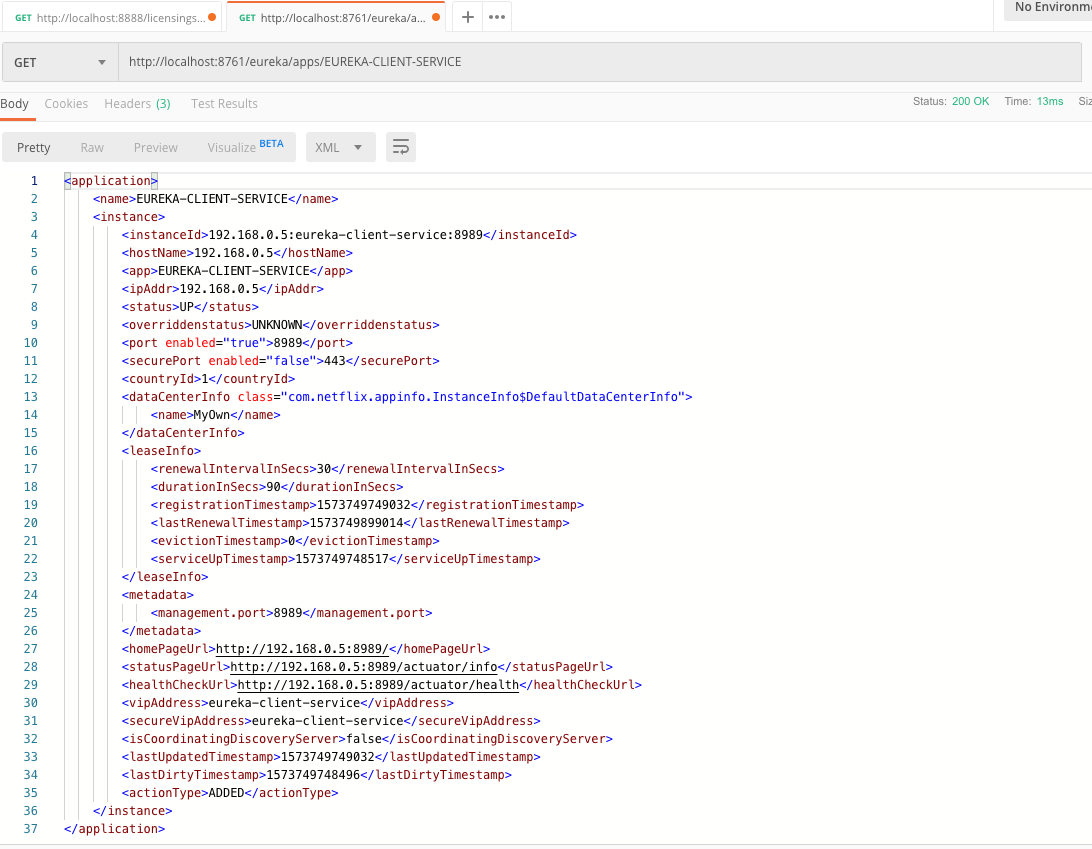 GET http://localhost:8888/licensings... GET http://localhost:8761/eureka/a... + ••• No Environme
GET http://localhost:8761/eureka/apps/EUREKA-CLIENT-SERVICE
Body Cookies Headers (3) Test Results Status: 200 OK Time: 13ms Siz
Pretty Raw Preview Visualize BETA XML
1 <application>
2 <name>EUREKA-CLIENT-SERVICE</name>
3 <instance>
4 <instanceId>192.168.0.5:eureka-client-service:8989</instanceId>
5 <hostName>192.168.0.5</hostName>
6 <app>EUREKA-CLIENT-SERVICE</app>
7 <ipAddr>192.168.0.5</ipAddr>
8 <status>UP</status>
9 <overriddenstatus>UNKNOWN</overriddenstatus>
10 <port enabled="true">8989</port>
11 <securePort enabled="false">443</securePort>
12 <countryId>1</countryId>
13 <dataCenterInfo class="com.netflix.appinfo.InstanceInfo$DefaultDataCenterInfo">
14 <name>MyOwn</name>
15 </dataCenterInfo>
16 <leaseInfo>
17 <renewalIntervalInSecs>30</renewalIntervalInSecs>
18 <durationInSecs>90</durationInSecs>
19 <registrationTimestamp>1573749749032</registrationTimestamp>
20 <lastRenewalTimestamp>1573749899014</lastRenewalTimestamp>
21 <evictionTimestamp>0</evictionTimestamp>
22 <serviceUpTimestamp>1573749748517</serviceUpTimestamp>
23 </leaseInfo>
24 <metadata>
25 <management.port>8989</management.port>
26 </metadata>
27 <homePageUrl>http://192.168.0.5:8989/</homePageUrl>
28 <statusPageUrl>http://192.168.0.5:8989/actuator/info</statusPageUrl>
29 <healthCheckUrl>http://192.168.0.5:8989/actuator/health</healthCheckUrl>
30 <vipAddress>eureka-client-service</vipAddress>
31 <secureVipAddress>eureka-client-service</secureVipAddress>
32 <isCoordinatingDiscoveryServer>false</isCoordinatingDiscoveryServer>
33 <lastUpdatedTimestamp>1573749749032</lastUpdatedTimestamp>
34 <lastDirtyTimestamp>1573749748496</lastDirtyTimestamp>
35 <actionType>ADDED</actionType>
36 </instance>
37 </application>